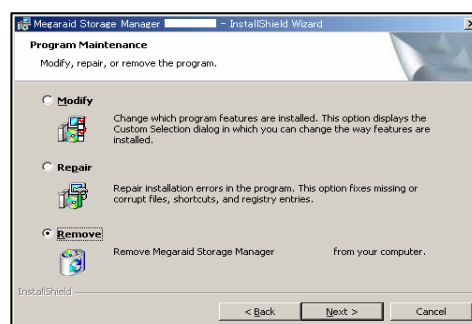 Megaraid Storage Manager – InstallShield Wizard
Program Maintenance
Modify, repair, or remove the program.
Modify
Change which program features are installed. This option displays the
Custom Selection dialog in which you can change the way features are
installed.
Repair
Repair installation errors in the program. This option fixes missing or
corrupt files, shortcuts, and registry entries.
Remove
Remove Megaraid Storage Manager from your computer.
InstallShield
< Back Next > Cancel